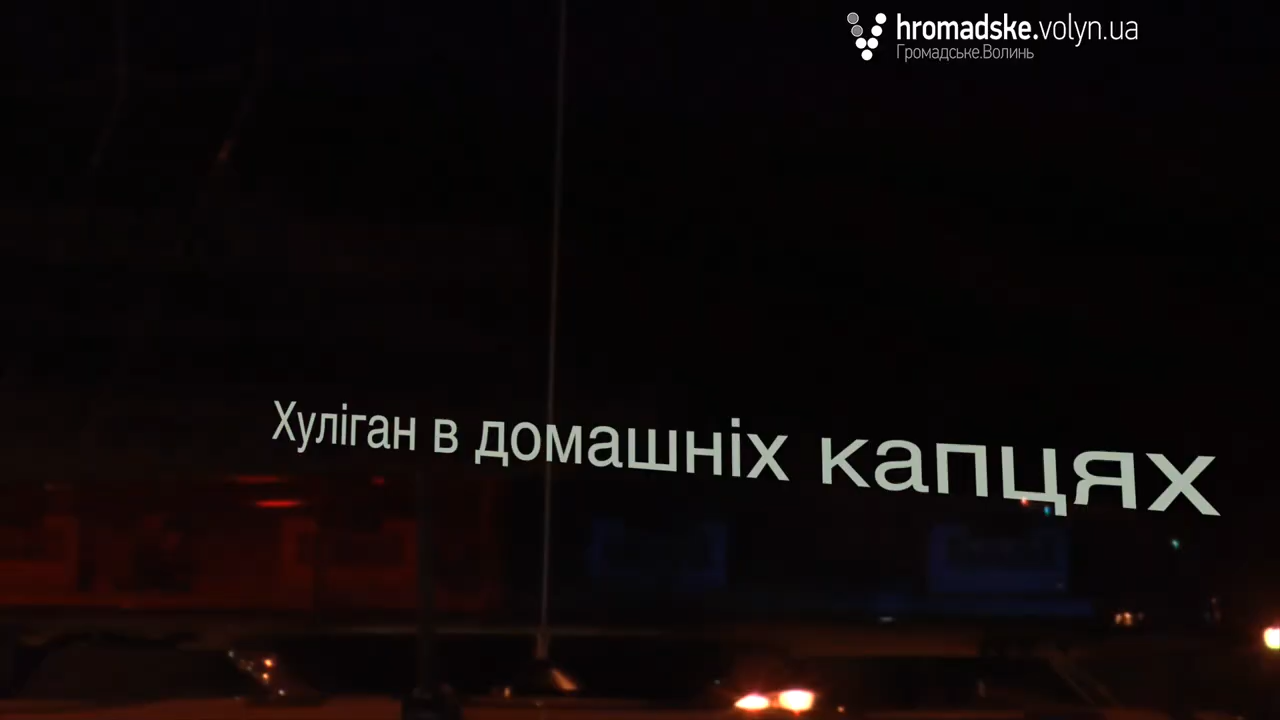 hromadske.volyn.ua
Громадське.Волинь
Хуліган в домашніх капцях